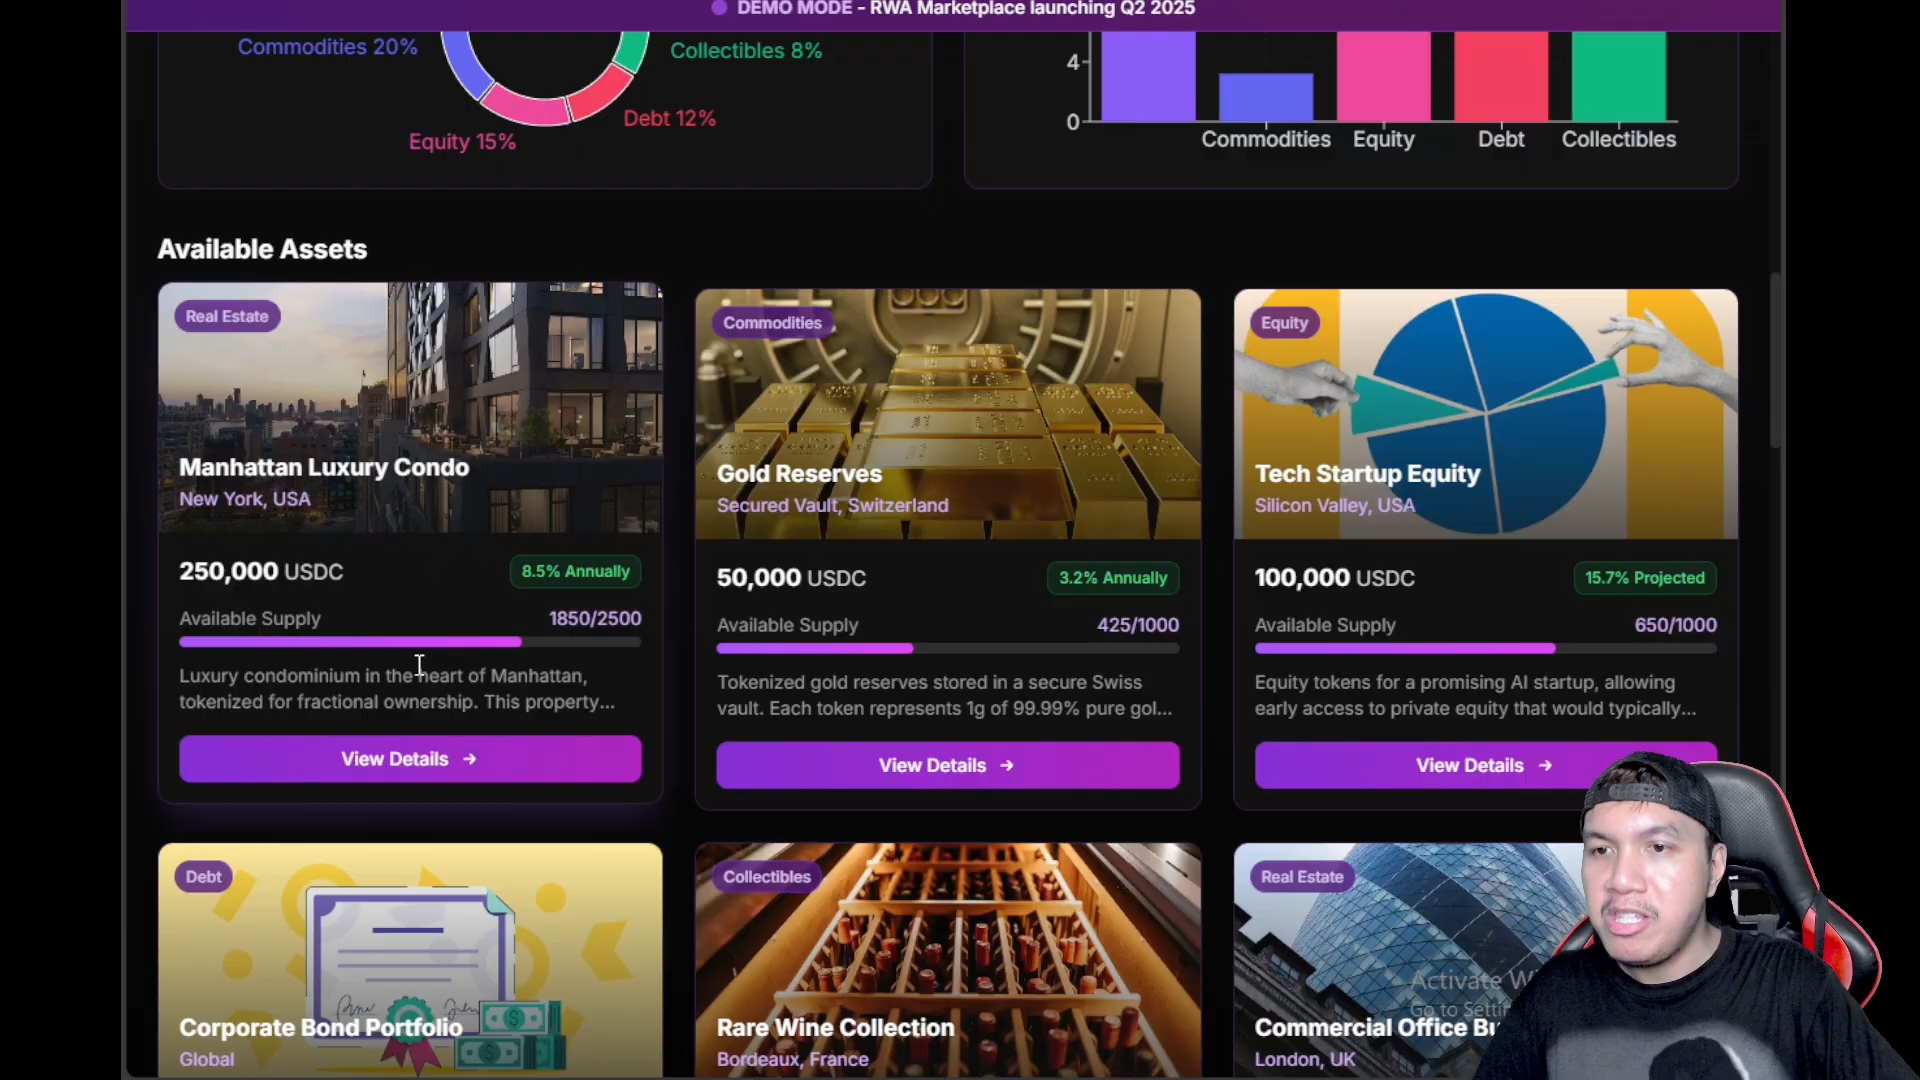 DEMO MODE - RWA Marketplace launching Q2 2025
Commodities 20%
Collectibles 8%
Debt 12%
Equity 15%
4
0
Commodities
Equity
Debt
Collectibles
Available Assets
Real Estate
Manhattan Luxury Condo
New York, USA
250,000 USDC
8.5% Annually
Available Supply
1850/2500
Luxury condominium in the heart of Manhattan,
tokenized for fractional ownership. This property...
View Details →
Commodities
Gold Reserves
Secured Vault, Switzerland
50,000 USDC
3.2% Annually
Available Supply
425/1000
Tokenized gold reserves stored in a secure Swiss
vault. Each token represents 1g of 99.99% pure gol...
View Details →
Equity
Tech Startup Equity
Silicon Valley, USA
100,000 USDC
15.7% Projected
Available Supply
650/1000
Equity tokens for a promising AI startup, allowing
early access to private equity that would typically...
View Details →
Debt
Corporate Bond Portfolio
Global
Collectibles
Rare Wine Collection
Bordeaux, France
Real Estate
Commercial Office
London, UK
Activate
Go to